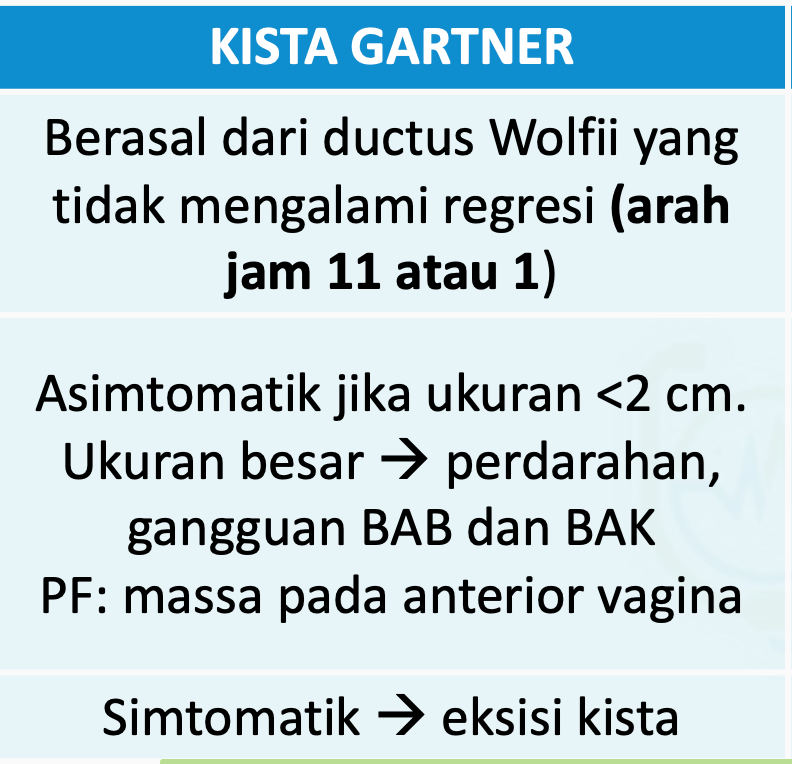 KISTA GARTNER
Berasal dari ductus Wolfii yang
tidak mengalami regresi (arah
jam 11 atau 1)
Asimtomatik jika ukuran <2 cm.
Ukuran besar → perdarahan,
gangguan BAB dan BAK
PF: massa pada anterior vagina
Simtomatik → eksisi kista